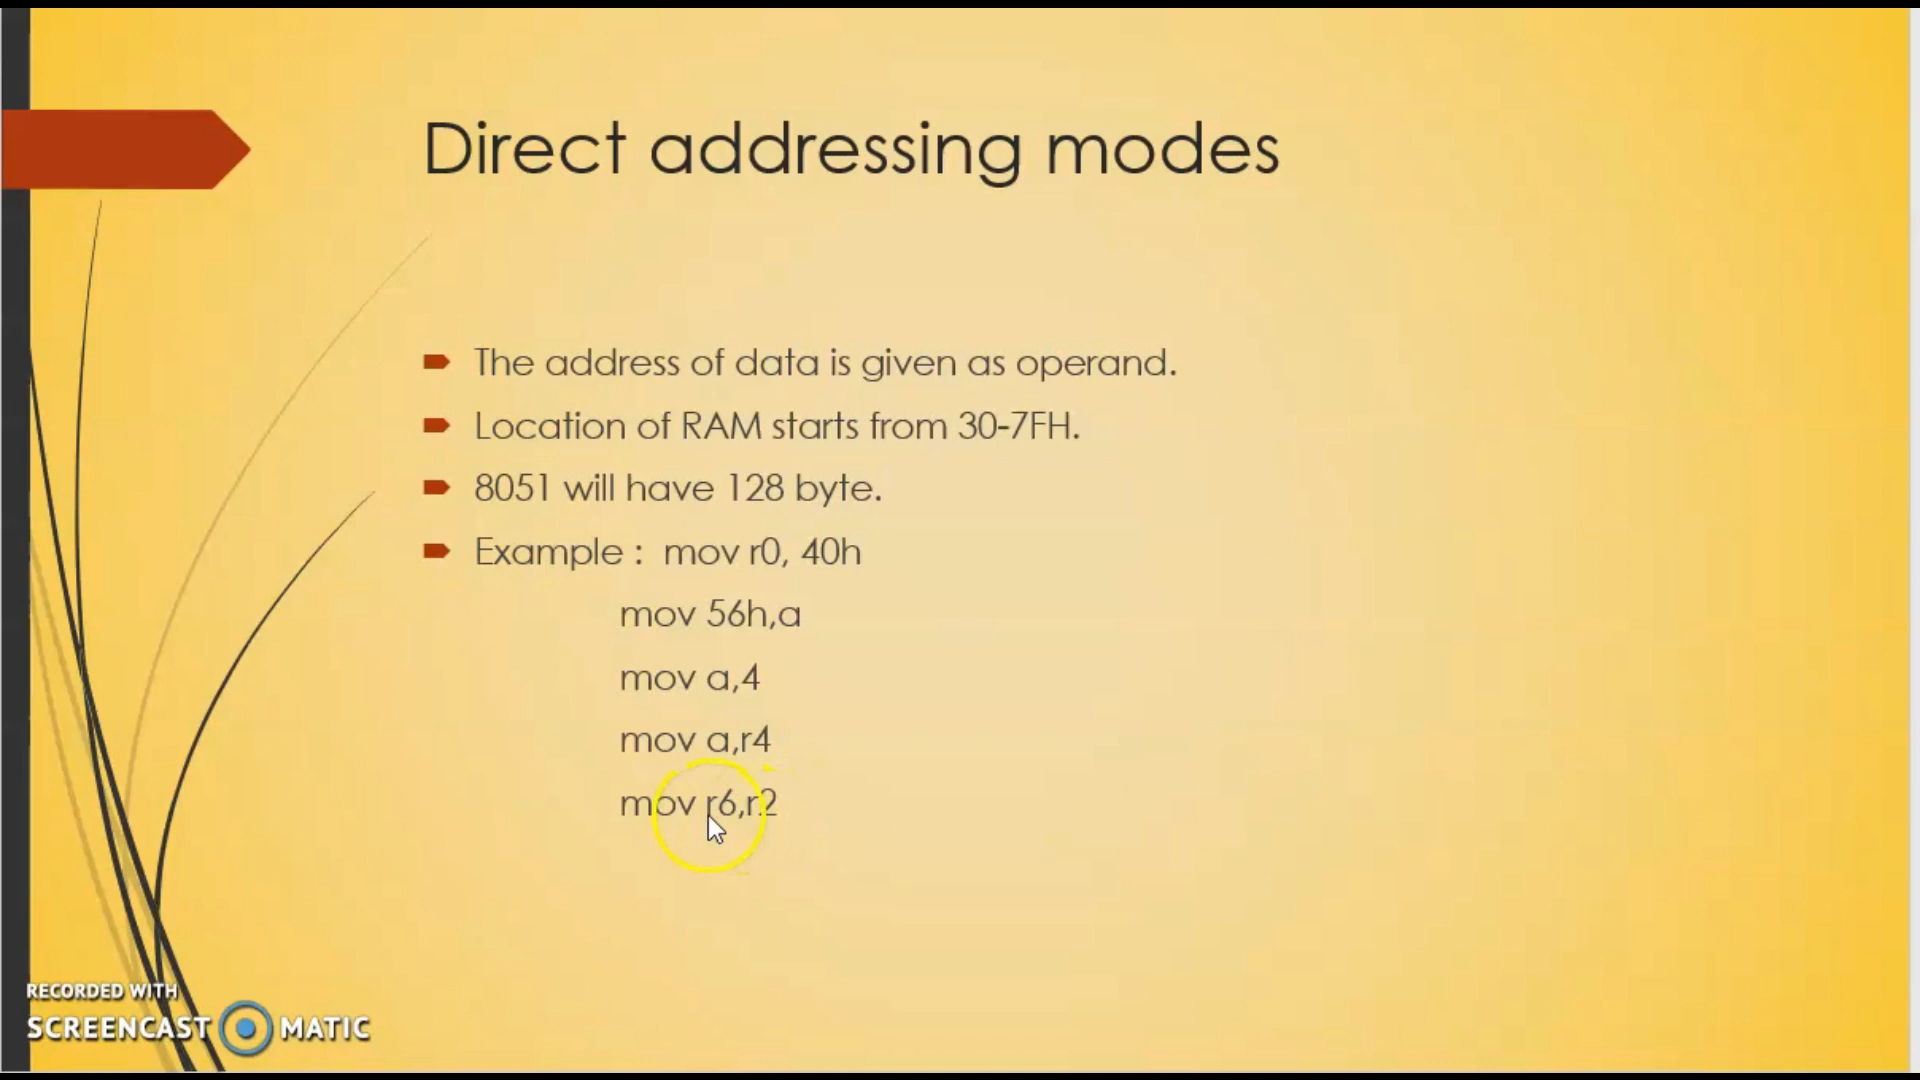 Direct addressing modes
The address of data is given as operand.
Location of RAM starts from 30-7FH.
8051 will have 128 byte.
Example : mov r0, 40h
mov 56h,a
mov a,4
mov a,r4
mov r6,r2
RECORDED WITH
SCREENCAST MATIC